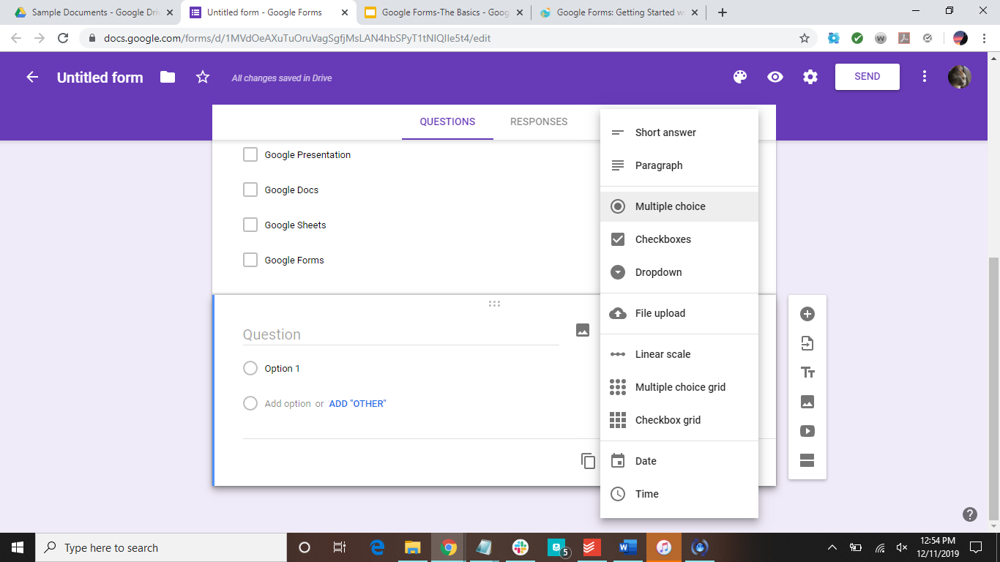 Sample Documents - Google Dri
Untitled form - Google Forms
Google Forms-The Basics - Goog
Google Forms: Getting Started w
docs.google.com/forms/d/1MVdOeAXuTuOruVagSgfjMsLAN4hbSPyT1tNIQlle5t4/edit
Untitled form
All changes saved in Drive
SEND
QUESTIONS
RESPONSES
Google Presentation
Google Docs
Google Sheets
Google Forms
Question
Option 1
Add option or ADD "OTHER"
Short answer
Paragraph
Multiple choice
Checkboxes
Dropdown
File upload
Linear scale
Multiple choice grid
Checkbox grid
Date
Time
Type here to search
5
12:54 PM
12/11/2019